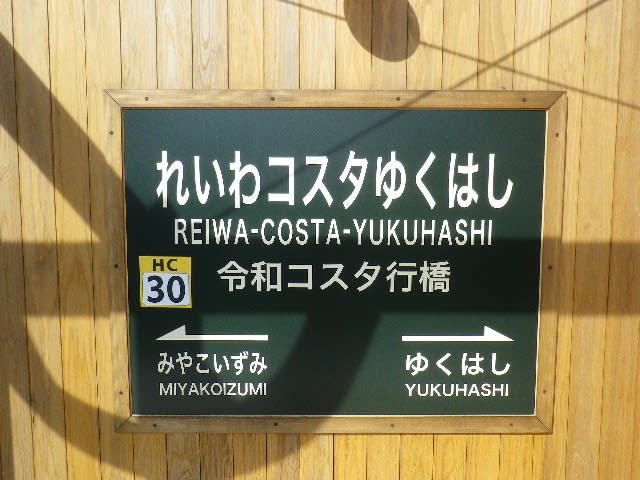 れいわコスタゆくはし
REIWA-COSTA-YUKUHASHI
HC
30
令和コスタ行橋
みやこいずみ
MIYAKOIZUMI
ゆくはし
YUKUHASHI